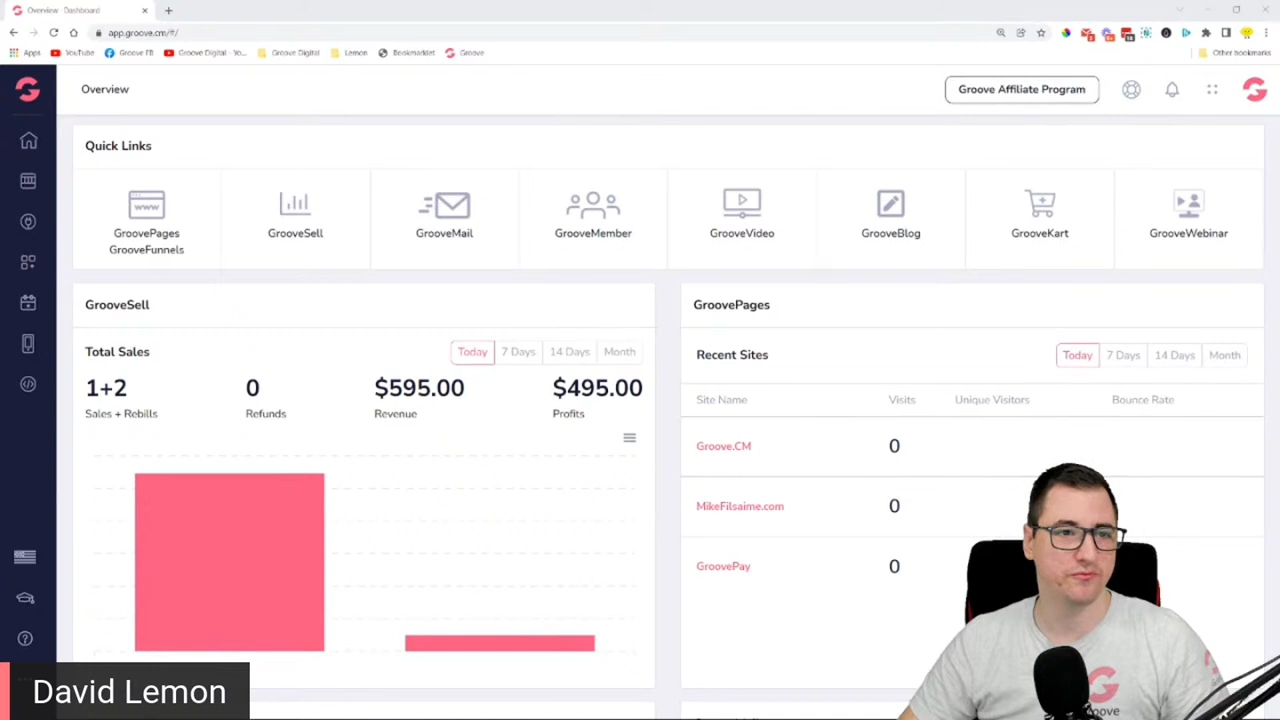 Overview - Dashboard
app.groove.cm/#/
Apps
YouTube
Groove FB
Groove Digital - Yo...
Groove Digital
Lemon
Bookmaddet
Groove
Other bookmarks
Overview
Groove Affiliate Program
Quick Links
www
GroovePages
GrooveFunnels
GrooveSell
GrooveMail
GrooveMember
GrooveVideo
GrooveBlog
GrooveKart
GrooveWebinar
GrooveSell
Total Sales
Today 7 Days 14 Days Month
1+2 0 $595.00 $495.00
Sales + Rebills Refunds Revenue Profits
GroovePages
Recent Sites
Today 7 Days 14 Days Month
Site Name Visits Unique Visitors Bounce Rate
Groove.CM 0
MikeFilsaime.com 0
GroovePay 0
David Lemon